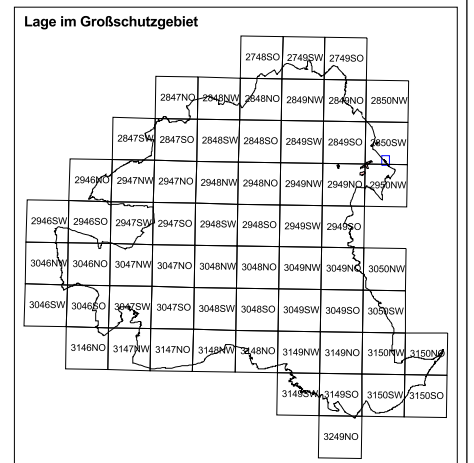 Lage im Großschutzgebiet
2748SO 2749SW 2749SO
2847NO 2848NW 2848NO 2849NW 2849NO 2850NW
2847SW 2847SO 2848SW 2848SO 2849SW 2849SO 2850SW
2946NO 2947NW 2947NO 2948NW 2948NO 2949NW 2949NO 2950NW
2946SW 2946SO 2947SW 2947SO 2948SW 2948SO 2949SW 2949SO
3046NW 3046NO 3047NW 3047NO 3048NW 3048NO 3049NW 3049NO 3050NW
3046SW 3046SO 3047SW 3047SO 3048SW 3048SO 3049SW 3049SO 3050SW
3146NO 3147NW 3147NO 3148NW 3148NO 3149NW 3149NO 3150NW 3150NO
3149SW 3149SO 3150SW 3150SO
3249NO